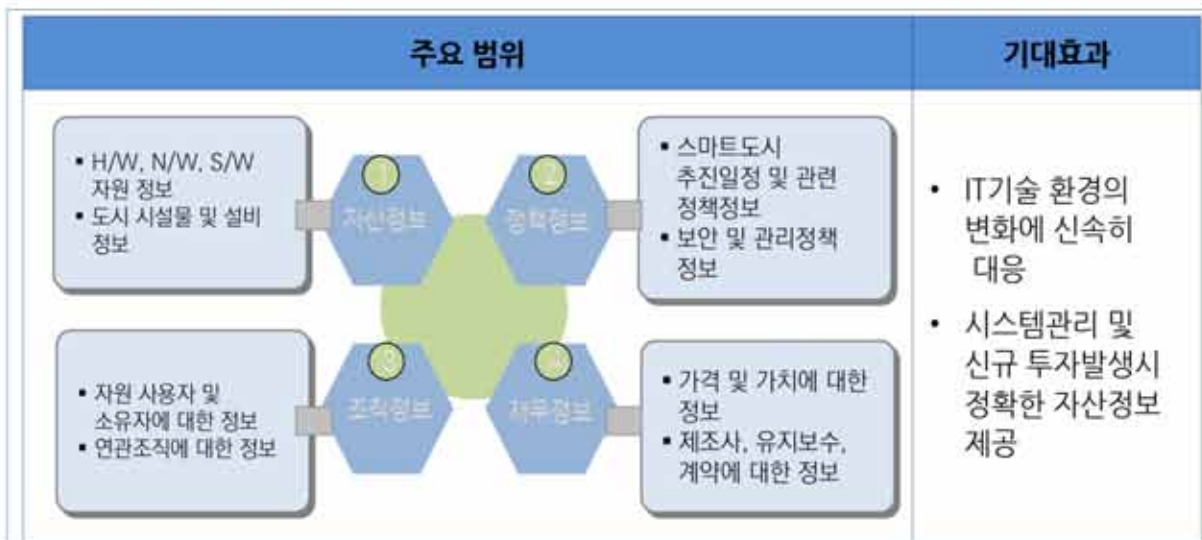 주요 범위
기대효과
▪ H/W, N/W, S/W
자원 정보
▪ 도시 시설물 및 설비
정보
1
자산정보
2
정책정보
▪ 스마트도시
추진일정 및 관련
정책정보
▪ 보안 및 관리정책
정보
▪ 자원 사용자 및
소유자에 대한 정보
▪ 연관조직에 대한 정보
3
조직정보
4
재무정보
▪ 가격 및 가치에 대한
정보
▪ 제조사, 유지보수,
계약에 대한 정보
• IT기술 환경의
변화에 신속히
대응
• 시스템관리 및
신규 투자발생시
정확한 자산정보
제공